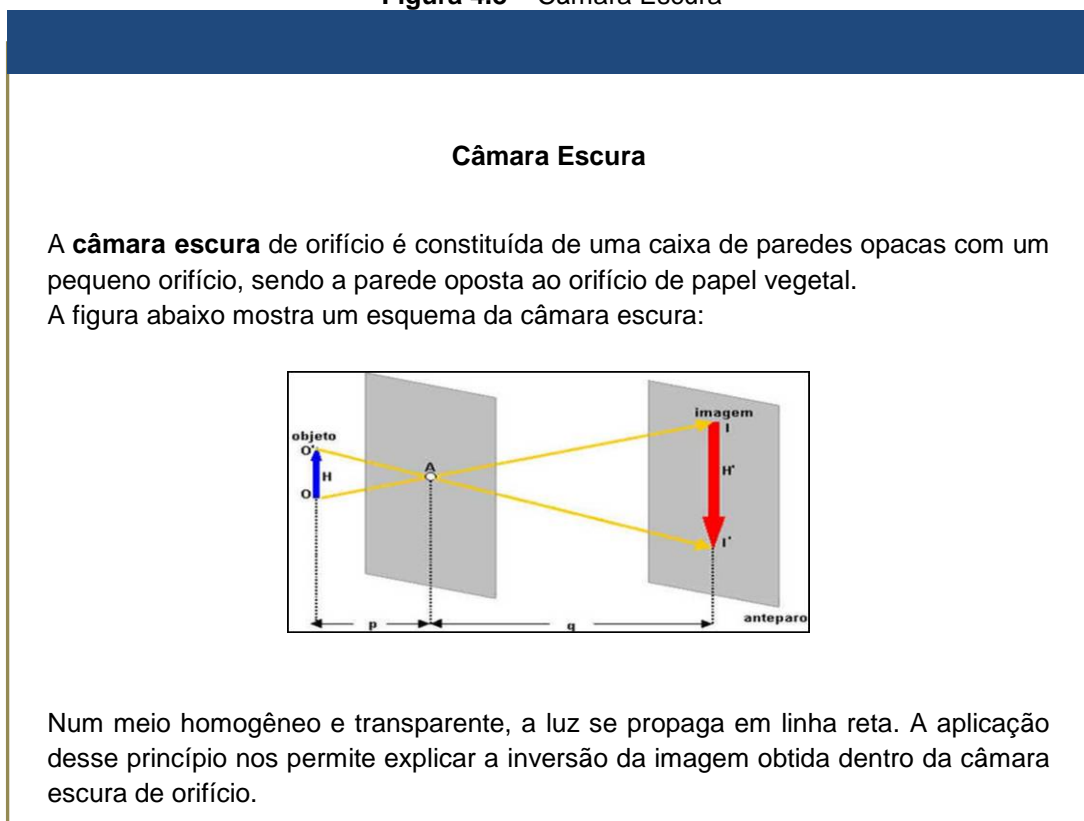 Câmara Escura
A câmara escura de orifício é constituída de uma caixa de paredes opacas com um
pequeno orifício, sendo a parede oposta ao orifício de papel vegetal.
A figura abaixo mostra um esquema da câmara escura:
objeto
O'
H
O
A
imagem
I
H'
I'
anteparo
p
q
Num meio homogêneo e transparente, a luz se propaga em linha reta. A aplicação
desse princípio nos permite explicar a inversão da imagem obtida dentro da câmara
escura de orifício.